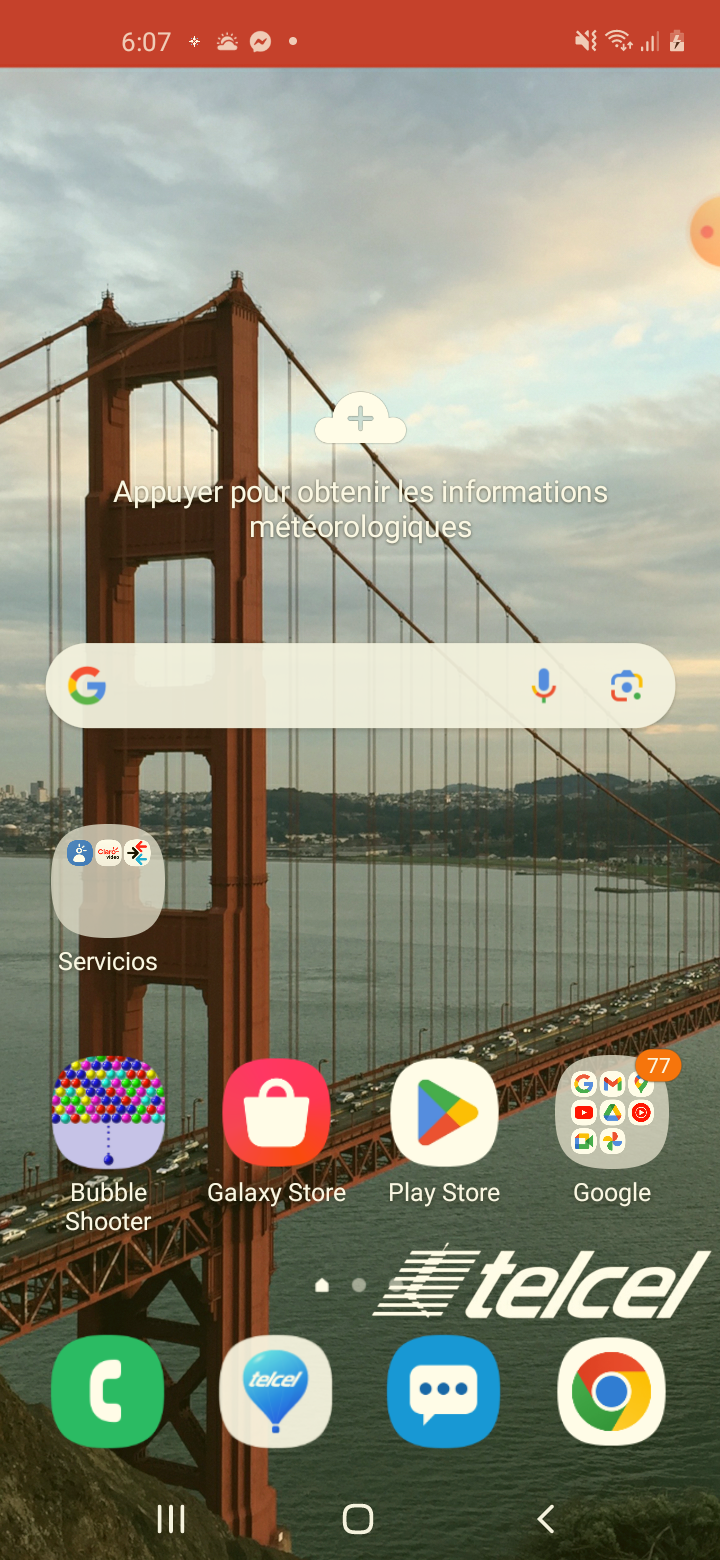 6:07
Appuyer pour obtenir les informations
météorologiques
Claro
video
Servicios
77
Bubble
Shooter
Galaxy Store
Play Store
Google
telcel
telcel